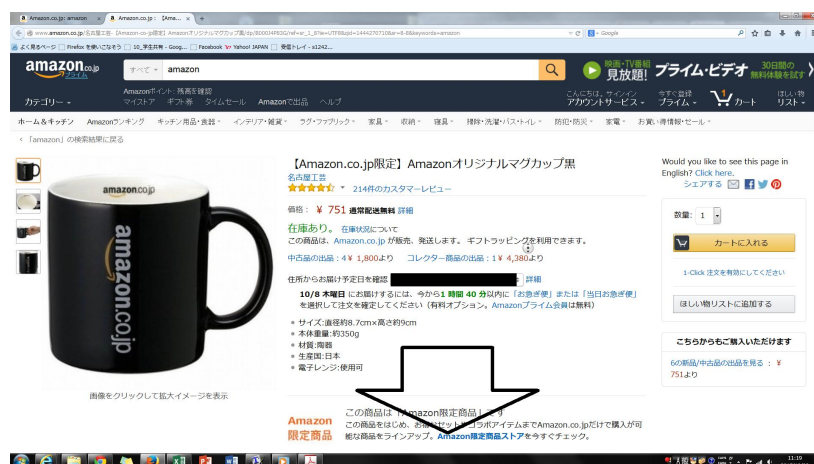 Amazon.co.jp: amazon
Amazon.co.jp: 【Ama...
www.amazon.co.jp/名古屋工芸-【Amazon-co-jp限定】Amazonオリジナルマグカップ黒/dp/B00O24P82G/ref=sr_1_8?ie=UTF8&qid=1444270710&sr=8-8&keywords=amazon
Google
よく見るページ Firefox を使いこなそう 10_学生共有 - Goog... Facebook Yahoo! JAPAN 受信トレイ - s1242...
amazon.co.jp
プライム
すべて
amazon
映画・TV番組
見放題!
プライム・ビデオ
30日間の
無料体験を試す
カテゴリー
Amazonポイント: 残高を確認
マイストア ギフト券 タイムセール Amazonで出品 ヘルプ
こんにちは, サインイン
アカウントサービス
今すぐ登録
プライム
1
カート
ほしい物
リスト
ホーム&キッチン Amazonランキング キッチン用品・食器 インテリア・雑貨 ラグ・ファブリック 家具 収納 寝具 掃除・洗濯・バス・トイレ 防犯・防災 家電 お買い得情報・セール
‹ 「amazon」の検索結果に戻る
amazon.co.jp
amazon.co.jp
画像をクリックして拡大イメージを表示
【Amazon.co.jp限定】Amazonオリジナルマグカップ黒
名古屋工芸
214件のカスタマーレビュー
価格: ¥ 751 通常配送無料 詳細
在庫あり。 在庫状況について
この商品は、Amazon.co.jp が販売、発送します。 ギフトラッピングを利用できます。
中古品の出品:4¥ 1,800より コレクター商品の出品:1¥ 4,380より
住所からお届け予定日を確認
詳細
10/8 木曜日 にお届けするには、今から1 時間 40 分以内に「お急ぎ便」または「当日お急ぎ便」
を選択して注文を確定してください(有料オプション。Amazonプライム会員は無料)
サイズ:直径約8.7cm×高さ約9cm
本体重量:約350g
材質:陶器
生産国:日本
電子レンジ:使用可
Amazon
限定商品
この商品は「Amazon限定商品」です
この商品をはじめ、お得なセット コラボアイテムまでAmazon.co.jpだけで購入が可
能な商品をラインアップ。Amazon限定商品ストアを今すぐチェック。
Would you like to see this page in
English? Click here.
シェアする
数量: 1
カートに入れる
1-Click 注文を有効にしてください
ほしい物リストに追加する
こちらからもご購入いただけます
6の新品/中古品の出品を見る : ¥
751より
11:19